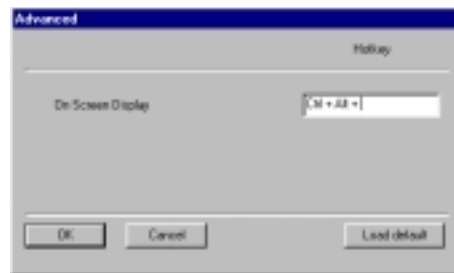 Advanced
Hotkey
On Screen Display
Ctrl + Alt +
OK
Cancel
Load default